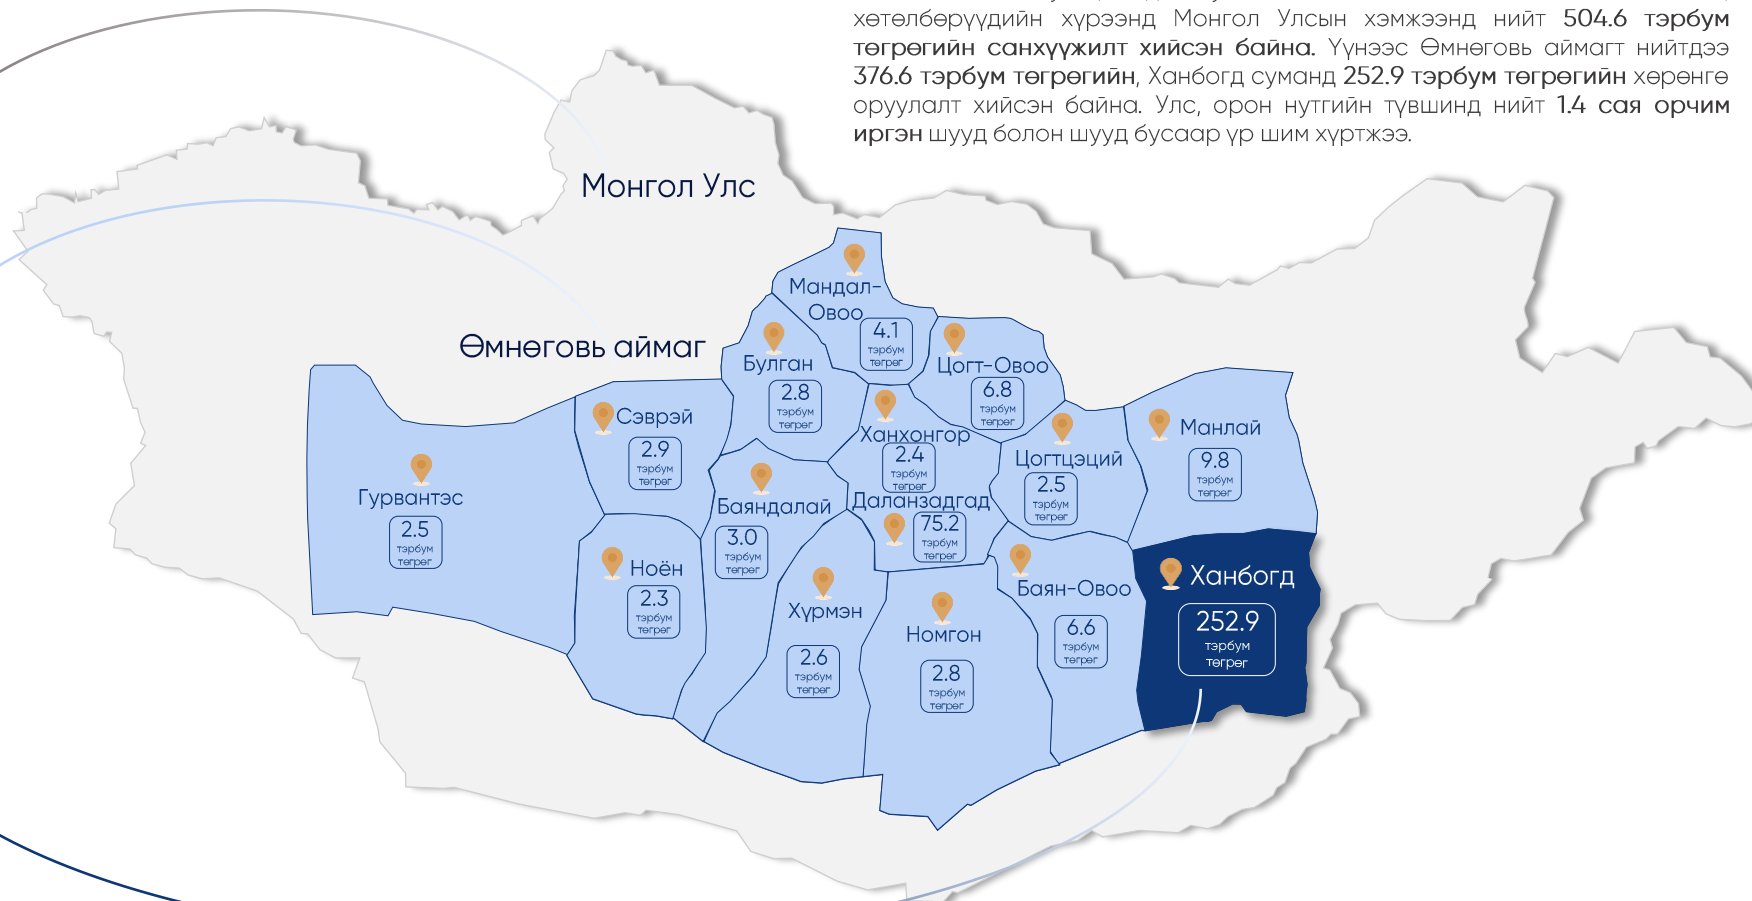 хөтөлбөрүүдийн хүрээнд Монгол Улсын хэмжээнд нийт 504.6 тэрбум
төгрөгийн санхүүжилт хийсэн байна. Үүнээс Өмнөговь аймагт нийтдээ
376.6 тэрбум төгрөгийн, Ханбогд суманд 252.9 тэрбум төгрөгийн хөрөнгө
оруулалт хийсэн байна. Улс, орон нутгийн түвшинд нийт 1.4 сая орчим
иргэн шууд болон шууд бусаар үр шим хүртжээ.
Монгол Улс
Өмнөговь аймаг
Мандал-
Овоо
4.1
тэрбум
төгрөг
Булган
2.8
тэрбум
төгрөг
Цогт-Овоо
6.8
тэрбум
төгрөг
Сэврэй
2.9
тэрбум
төгрөг
Ханхонгор
2.4
тэрбум
төгрөг
Цогтцэций
2.5
тэрбум
төгрөг
Манлай
9.8
тэрбум
төгрөг
Гурвантэс
2.5
тэрбум
төгрөг
Баяндалай
3.0
тэрбум
төгрөг
Даланзадгад
75.2
тэрбум
төгрөг
Ноён
2.3
тэрбум
төгрөг
Хүрмэн
2.6
тэрбум
төгрөг
Номгон
2.8
тэрбум
төгрөг
Баян-Овоо
6.6
тэрбум
төгрөг
Ханбогд
252.9
тэрбум
төгрөг